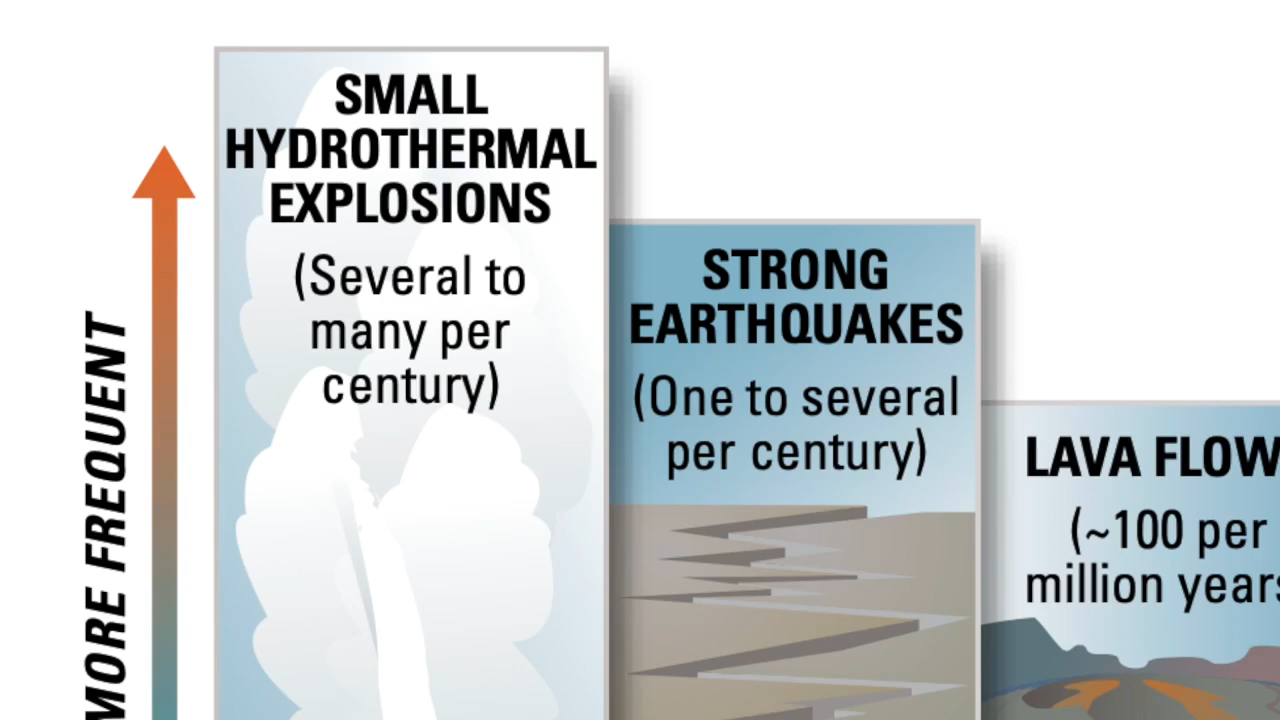 SMALL
HYDROTHERMAL
EXPLOSIONS
(Several to
many per
century)
STRONG
EARTHQUAKES
(One to several
per century)
LAVA FLOW
(~100 per
million years
MORE FREQUENT